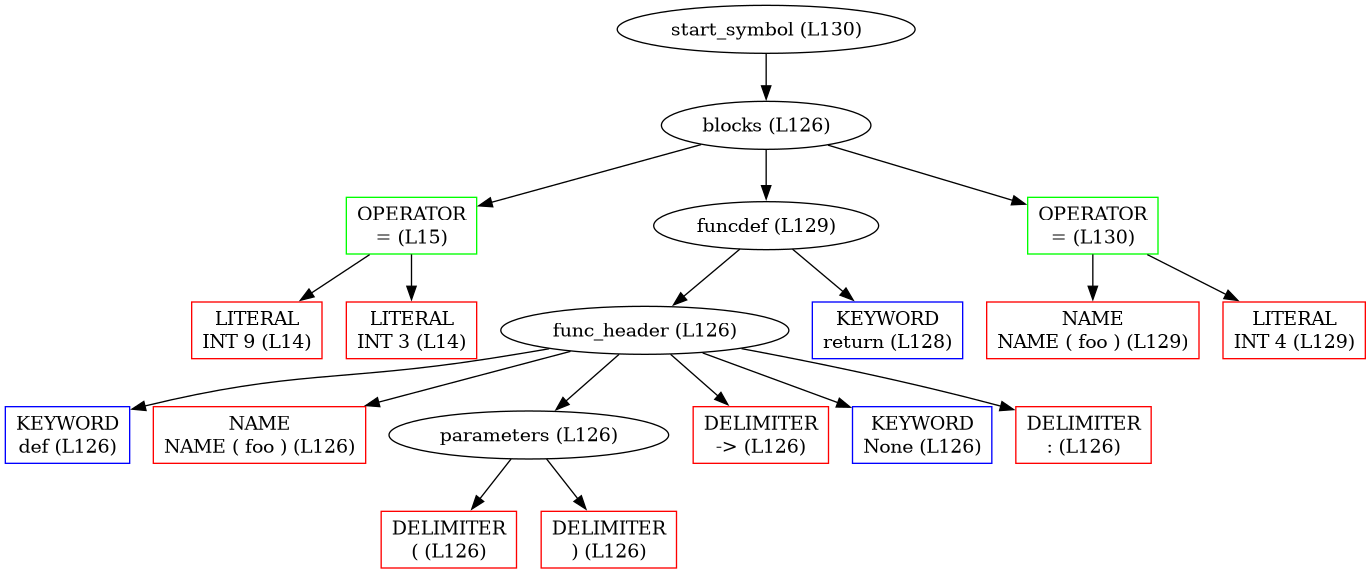 start_symbol (L130)
blocks (L126)
OPERATOR
= (L15)
funcdef (L129)
OPERATOR
= (L130)
LITERAL
INT 9 (L14)
LITERAL
INT 3 (L14)
func_header (L126)
KEYWORD
return (L128)
NAME
NAME ( foo ) (L129)
LITERAL
INT 4 (L129)
KEYWORD
def (L126)
NAME
NAME ( foo ) (L126)
parameters (L126)
DELIMITER
-> (L126)
KEYWORD
None (L126)
DELIMITER
: (L126)
DELIMITER
( (L126)
DELIMITER
) (L126)